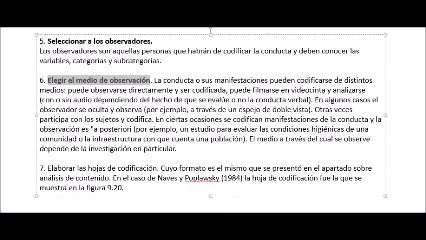 5. Seleccionar a los observadores.
Los observadores son aquellas personas que habrán de codificar la conducta y deben conocer las
variables, categorías y subcategorías.
6. Elegir el medio de observación. La conducta o sus manifestaciones pueden codificarse de distintos
medios: puede observarse directamente y ser codificada, puede filmarse en videocinta y analizarse
(con o sin audio dependiendo del hecho de que se evalúe o no la conducta verbal). En algunos casos el
observador se oculta y observa (por ejemplo, a través de un espejo de doble vista). Otras veces
participa con los sujetos y codifica. En ciertas ocasiones se codifican manifestaciones de la conducta y la
observación es "a posteriori (por ejemplo, un estudio para evaluar las condiciones higiénicas de una
comunidad o la infraestructura con que cuenta una población). El medio a través del cual se observe
depende de la investigación en particular.
7. Elaborar las hojas de codificación. Cuyo formato es el mismo que se presentó en el apartado sobre
análisis de contenido. En el caso de Naves y Poplawsky (1984) la hoja de codificación fue la que se
muestra en la figura 9.20.